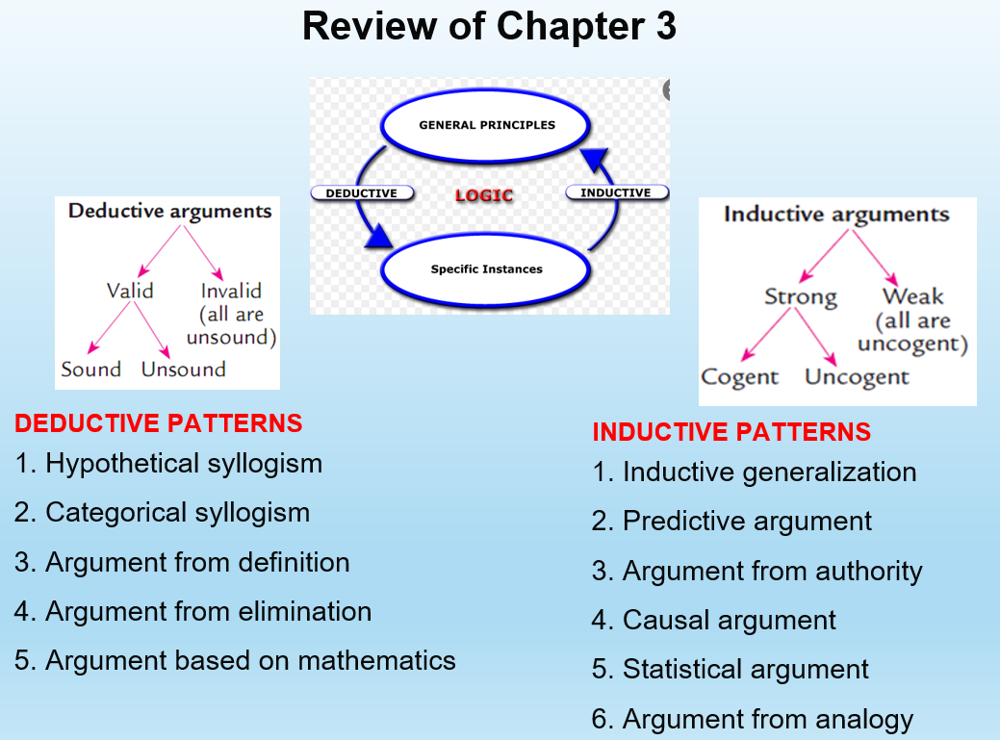 Review of Chapter 3
GENERAL PRINCIPLES
DEDUCTIVE
LOGIC
INDUCTIVE
Specific Instances
Deductive arguments
Valid
Invalid
(all are
unsound)
Sound
Unsound
Inductive arguments
Strong
Weak
(all are
uncogent)
Cogent
Uncogent
DEDUCTIVE PATTERNS
1. Hypothetical syllogism
2. Categorical syllogism
3. Argument from definition
4. Argument from elimination
5. Argument based on mathematics
INDUCTIVE PATTERNS
1. Inductive generalization
2. Predictive argument
3. Argument from authority
4. Causal argument
5. Statistical argument
6. Argument from analogy